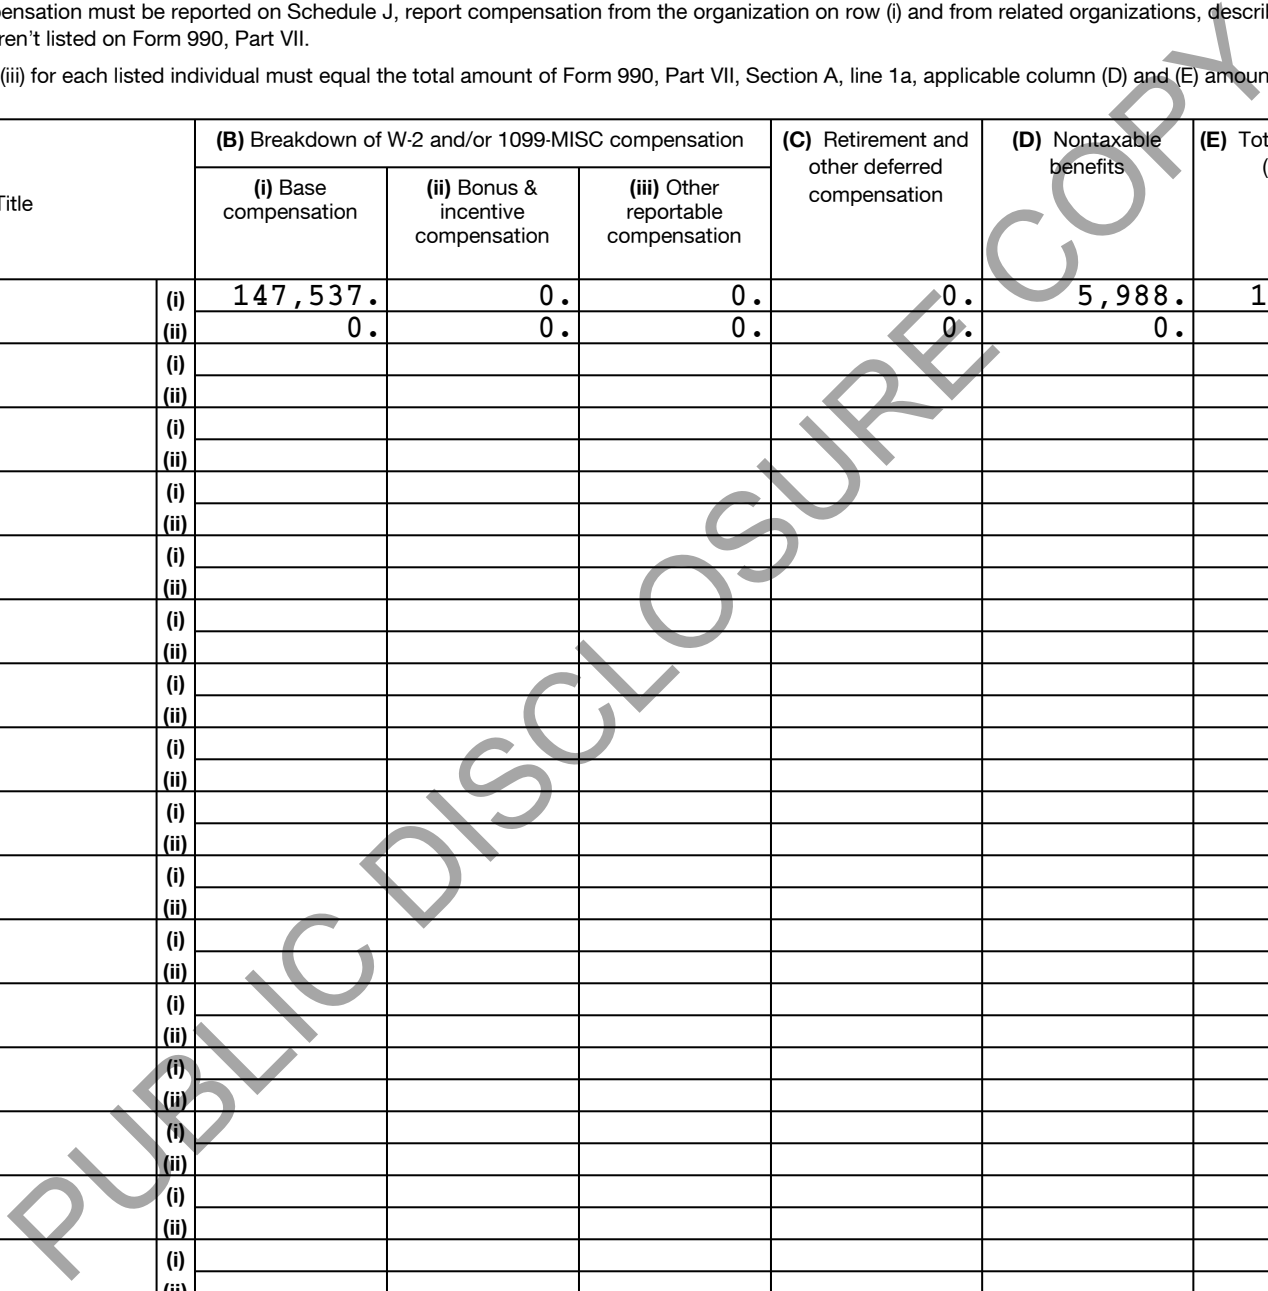 pensation must be reported on Schedule J, report compensation from the organization on row (i) and from related organizations,
ren't listed on Form 990, Part VII.
(iii) for each listed individual must equal the total amount of Form 990, Part VII, Section A, line 1a, applicable column (D) and (E)
(B) Breakdown of W-2 and/or 1099-MISC compensation
(C) Retirement and
other deferred
compensation
(D) Nontaxable
benefits
(E)
Title
(i) Base
compensation
(ii) Bonus &
incentive
compensation
(iii) Other
reportable
compensation
(i) 147,537. 0. 0. 0. 5,988. 1
(ii) 0. 0. 0. 0. 0.
(i)
(ii)
(i)
(ii)
(i)
(ii)
(i)
(ii)
(i)
(ii)
(i)
(ii)
(i)
(ii)
(i)
(ii)
(i)
(ii)
(i)
(ii)
(i)
(ii)
(i)
(ii)
(i)
(ii)
(i)
(ii)
(i)
(ii)
PUBLIC DISCLOSURE COPY